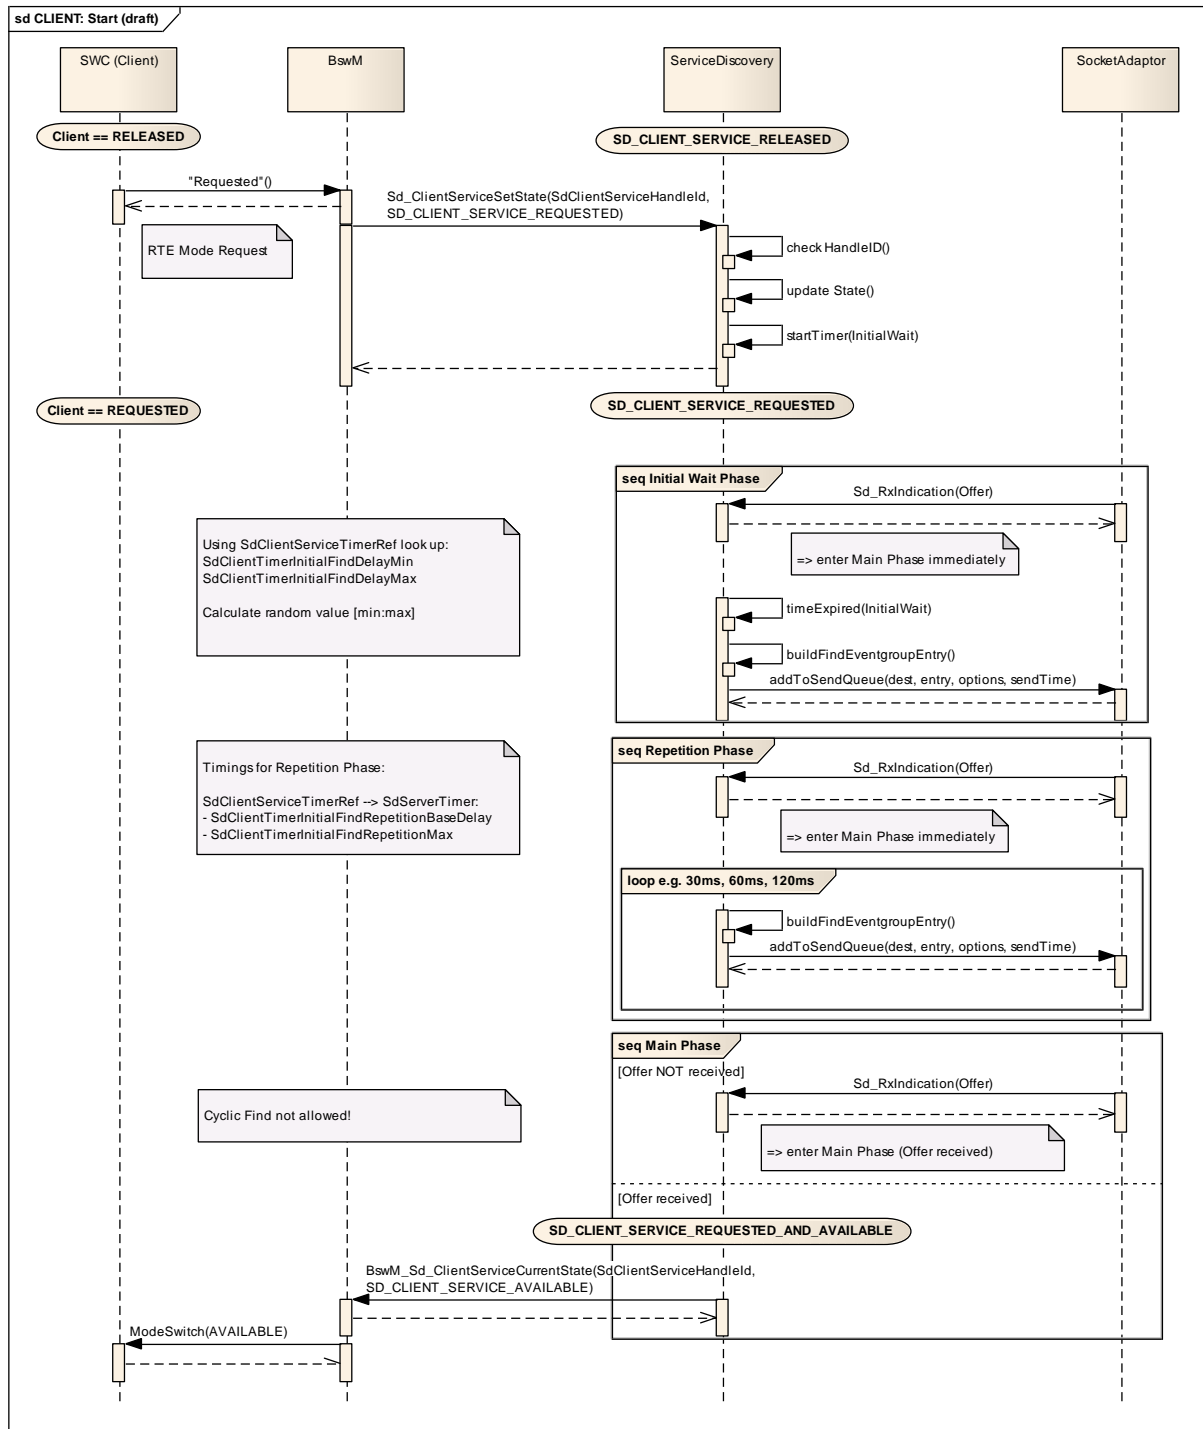 sd CLIENT: Start (draft)
SWC (Client)
BswM
ServiceDiscovery
SocketAdaptor
Client == RELEASED
SD_CLIENT_SERVICE_RELEASED
"Requested"()
Sd_ClientServiceSetState(SdClientServiceHandleId,
SD_CLIENT_SERVICE_REQUESTED)
RTE Mode Request
check HandleID()
update State()
startTimer(InitialWait)
Client == REQUESTED
SD_CLIENT_SERVICE_REQUESTED
seq Initial Wait Phase
Sd_RxIndication(Offer)
=> enter Main Phase immediately
Using SdClientServiceTimerRef look up:
SdClientTimerInitialFindDelayMin
SdClientTimerInitialFindDelayMax
Calculate random value [min:max]
timeExpired(InitialWait)
buildFindEventgroupEntry()
addToSendQueue(dest, entry, options, sendTime)
seq Repetition Phase
Sd_RxIndication(Offer)
=> enter Main Phase immediately
Timings for Repetition Phase:
SdClientServiceTimerRef --> SdServerTimer:
- SdClientTimerInitialFindRepetitionBaseDelay
- SdClientTimerInitialFindRepetitionMax
loop e.g. 30ms, 60ms, 120ms
buildFindEventgroupEntry()
addToSendQueue(dest, entry, options, sendTime)
seq Main Phase
[Offer NOT received]
Sd_RxIndication(Offer)
Cyclic Find not allowed!
=> enter Main Phase (Offer received)
[Offer received]
SD_CLIENT_SERVICE_REQUESTED_AND_AVAILABLE
BswM_Sd_ClientServiceCurrentState(SdClientServiceHandleId,
SD_CLIENT_SERVICE_AVAILABLE)
ModeSwitch(AVAILABLE)